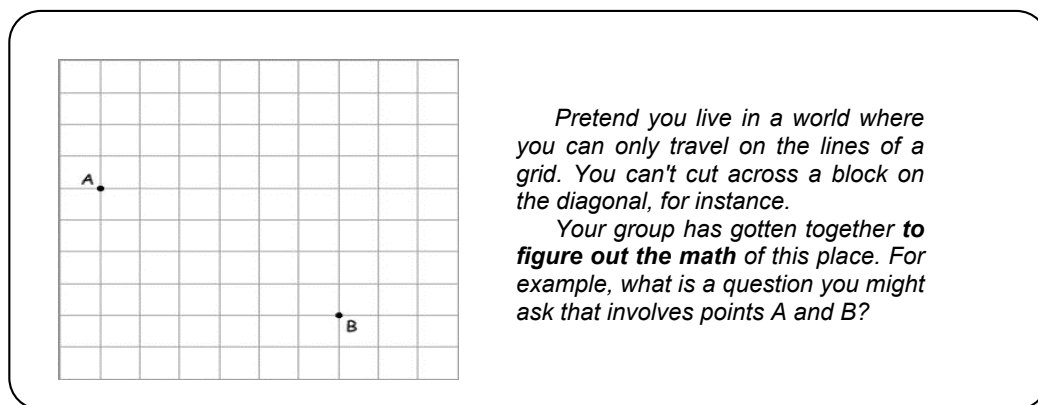 A
B
Pretend you live in a world where
you can only travel on the lines of a
grid. You can't cut across a block on
the diagonal, for instance.
Your group has gotten together to
figure out the math of this place. For
example, what is a question you might
ask that involves points A and B?